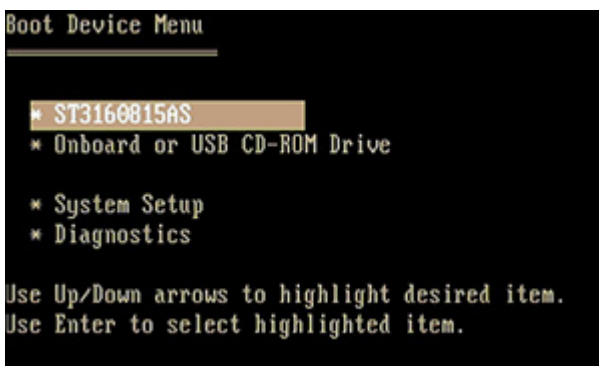 Boot Device Menu
* ST3160815AS
* Onboard or USB CD-ROM Drive
* System Setup
* Diagnostics
Use Up/Down arrows to highlight desired item.
Use Enter to select highlighted item.